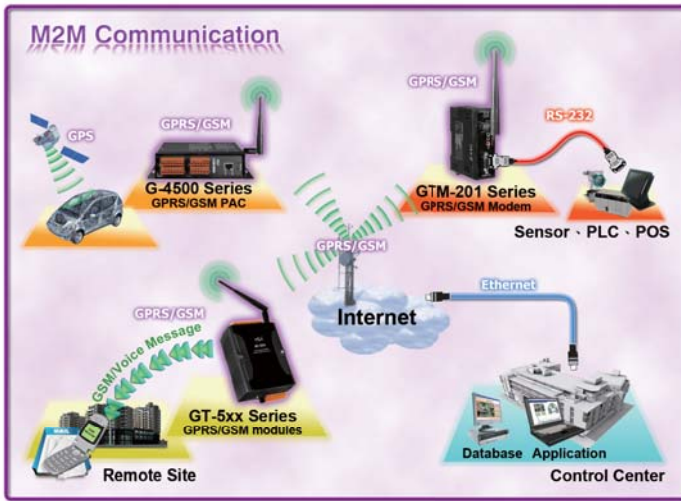 M2M Communication
GPS
GPRS/GSM
G-4500 Series
GPRS/GSM PAC
GPRS/GSM
RS-232
GTM-201 Series
GPRS/GSM Modem
Sensor、PLC、POS
GPRS/GSM
Internet
Ethernet
GPRS/GSM
GSM/Voice Message
GT-5xx Series
GPRS/GSM modules
Remote Site
Database
Application
Control Center